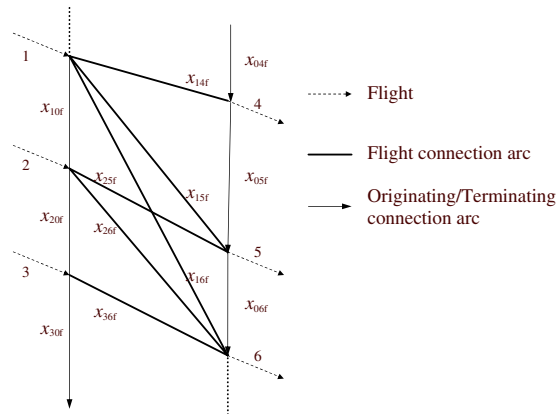 1
x14f
x04f
4
Flight
x10f
Flight connection arc
2
x25f
x15f
x05f
Originating/Terminating
connection arc
x20f
x26f
5
3
x16f
x06f
x30f
x36f
6